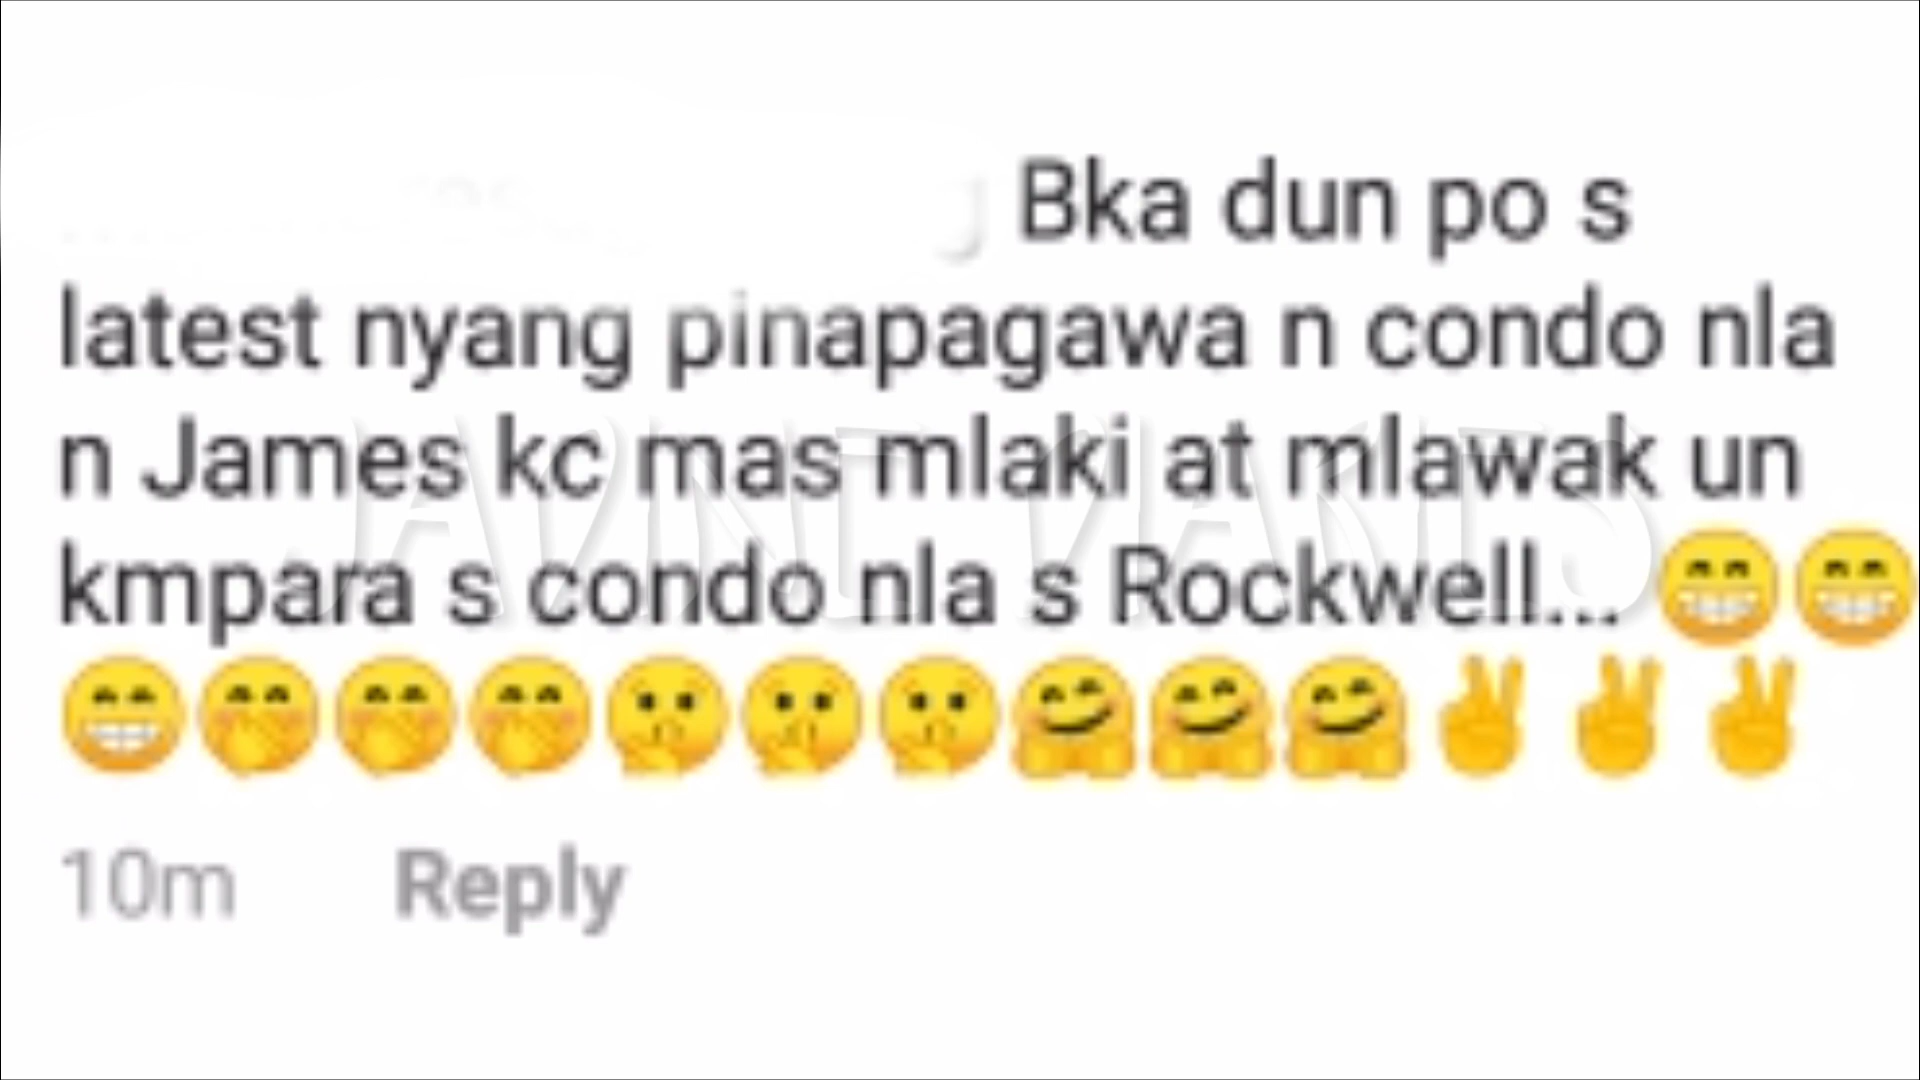 Bka dun po s
latest nyang pinapagawa n condo nla
n James kc mas mlaki at mlawak un
kmpara s condo nla s Rockwell... 😁😁
😁🤭🤭🤭🤫🤫🤫🤗🤗🤗✌✌✌
10m Reply